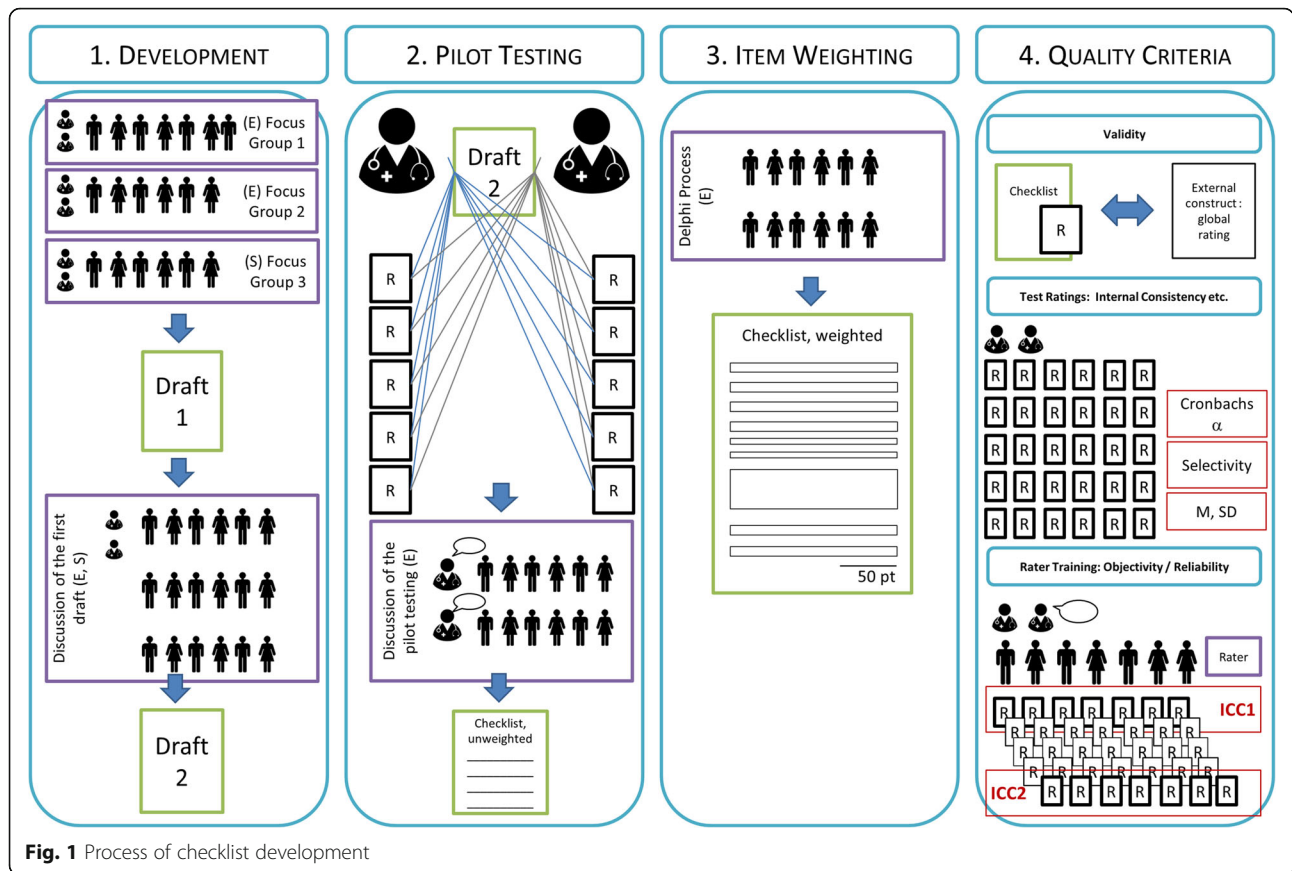 1. DEVELOPMENT
(E) Focus
Group 1
(E) Focus
Group 2
(S) Focus
Group 3
Draft
1
Discussion of the first
draft (E, S)
Draft
2
2. PILOT TESTING
Draft
2
R R
R R
R R
R R
R R
Discussion of the
pilot testing (E)
Checklist,
unweighted
3. ITEM WEIGHTING
Delphi Process
(E)
Checklist, weighted
50 pt
4. QUALITY CRITERIA
Validity
Checklist
R
External
construct :
global
rating
Test Ratings: Internal Consistency etc.
R R R R R R
R R R R R R
R R R R R R
R R R R R R
R R R R R R
Cronbachs
α
Selectivity
M, SD
Rater Training: Objectivity / Reliability
Rater
R R R R R R R ICC1
R R R R R R R
R R R R R R R
R R R R R R R
ICC2 R R R R R R R
Fig. 1 Process of checklist development